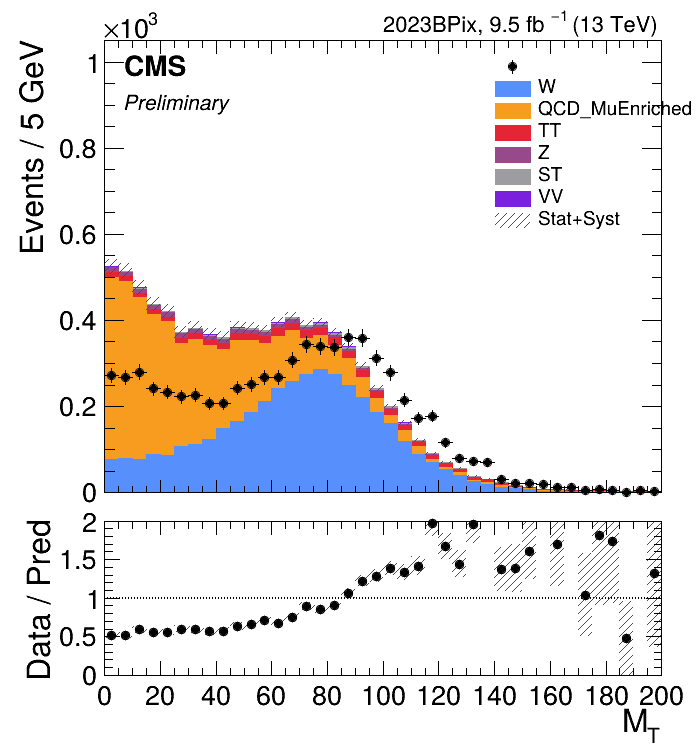 ×10³
2023BPix, 9.5 fb⁻¹ (13 TeV)
CMS
Preliminary
W
QCD_MuEnriched
TT
Z
ST
VV
Stat+Syst
Events / 5 GeV
1
0.8
0.6
0.4
0.2
0
Data / Pred
2
1.5
1
0.5
0
0 20 40 60 80 100 120 140 160 180 200
M_T